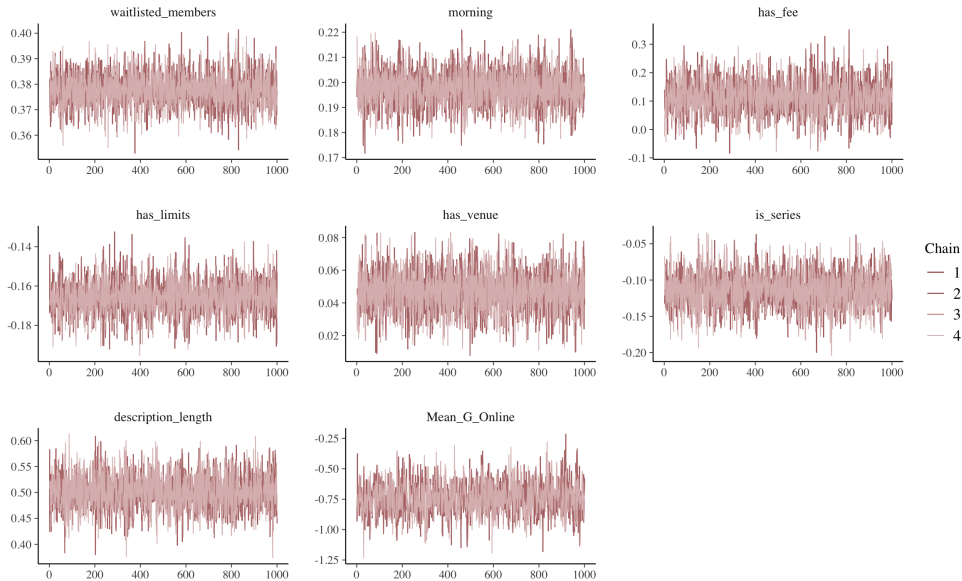 waitlisted_members
0.40
0.39
0.38
0.37
0.36
0 200 400 600 800 1000
morning
0.22
0.21
0.20
0.19
0.18
0.17
0 200 400 600 800 1000
has_fee
0.3
0.2
0.1
0.0
-0.1
0 200 400 600 800 1000
has_limits
-0.14
-0.16
-0.18
0 200 400 600 800 1000
has_venue
0.08
0.06
0.04
0.02
0 200 400 600 800 1000
is_series
-0.05
-0.10
-0.15
-0.20
0 200 400 600 800 1000
Chain
1
2
3
4
description_length
0.60
0.55
0.50
0.45
0.40
0 200 400 600 800 1000
Mean_G_Online
-0.25
-0.50
-0.75
-1.00
-1.25
0 200 400 600 800 1000